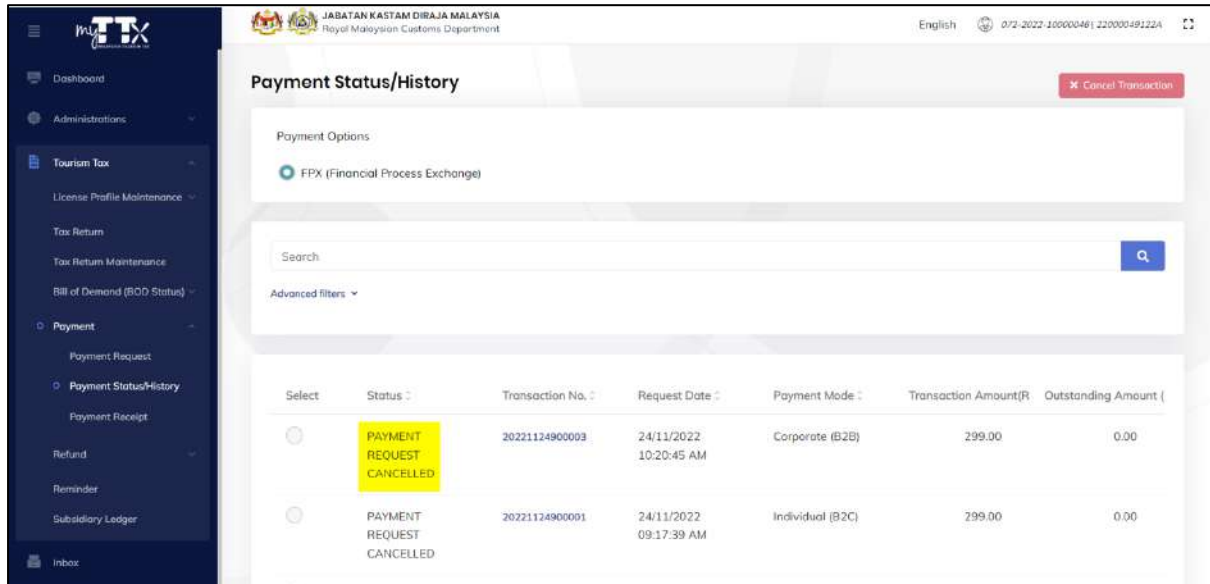 myTTX
JABATAN KASTAM DIRAJA MALAYSIA
Royal Malaysian Customs Department
English
072-2022-10000046 | 22000049122A
Dashboard
Administrations
Tourism Tax
License Profile Maintenance
Tax Return
Tax Return Maintenance
Bill of Demand (BOD Status)
Payment
Payment Request
Payment Status/History
Payment Receipt
Refund
Reminder
Subsidiary Ledger
Inbox
Payment Status/History
Cancel Transaction
Payment Options
FPX (Financial Process Exchange)
Search
Advanced filters
Select Status Transaction No. Request Date Payment Mode Transaction Amount(R Outstanding Amount (
PAYMENT 20221124900003 24/11/2022 Corporate (B2B) 299.00 0.00
REQUEST 10:20:45 AM
CANCELLED
PAYMENT 20221124900001 24/11/2022 Individual (B2C) 299.00 0.00
REQUEST 09:17:39 AM
CANCELLED